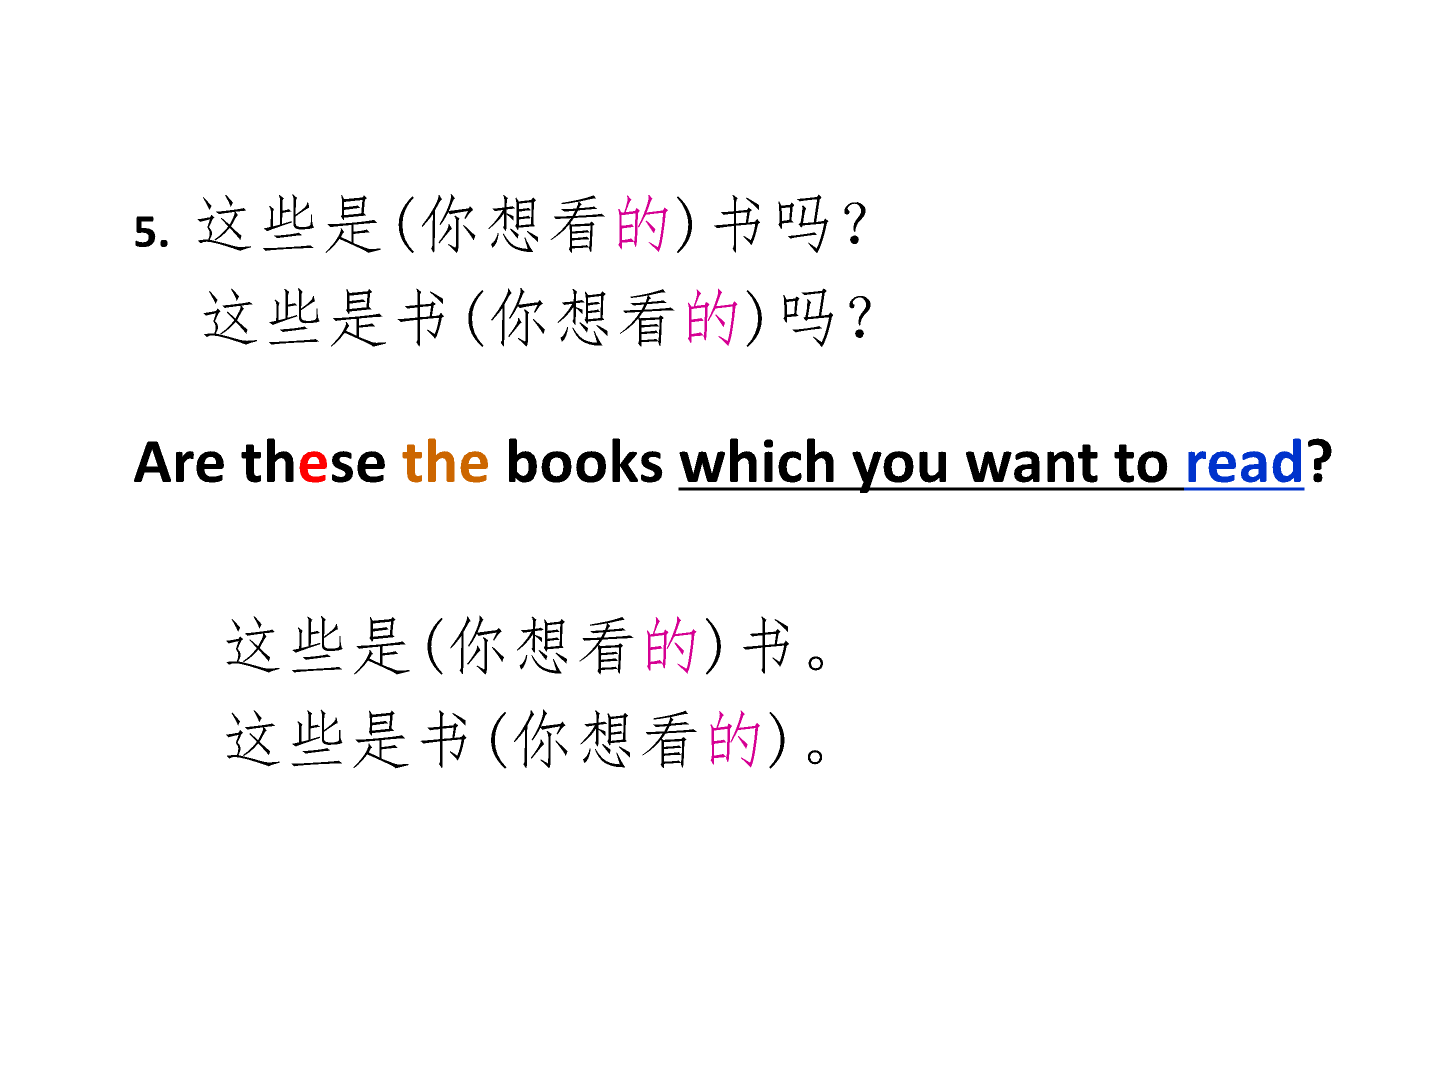 5. 这些是(你想看的)书吗?
这些是书(你想看的)吗?
Are these the books which you want to read?
这些是(你想看的)书。
这些是书(你想看的)。